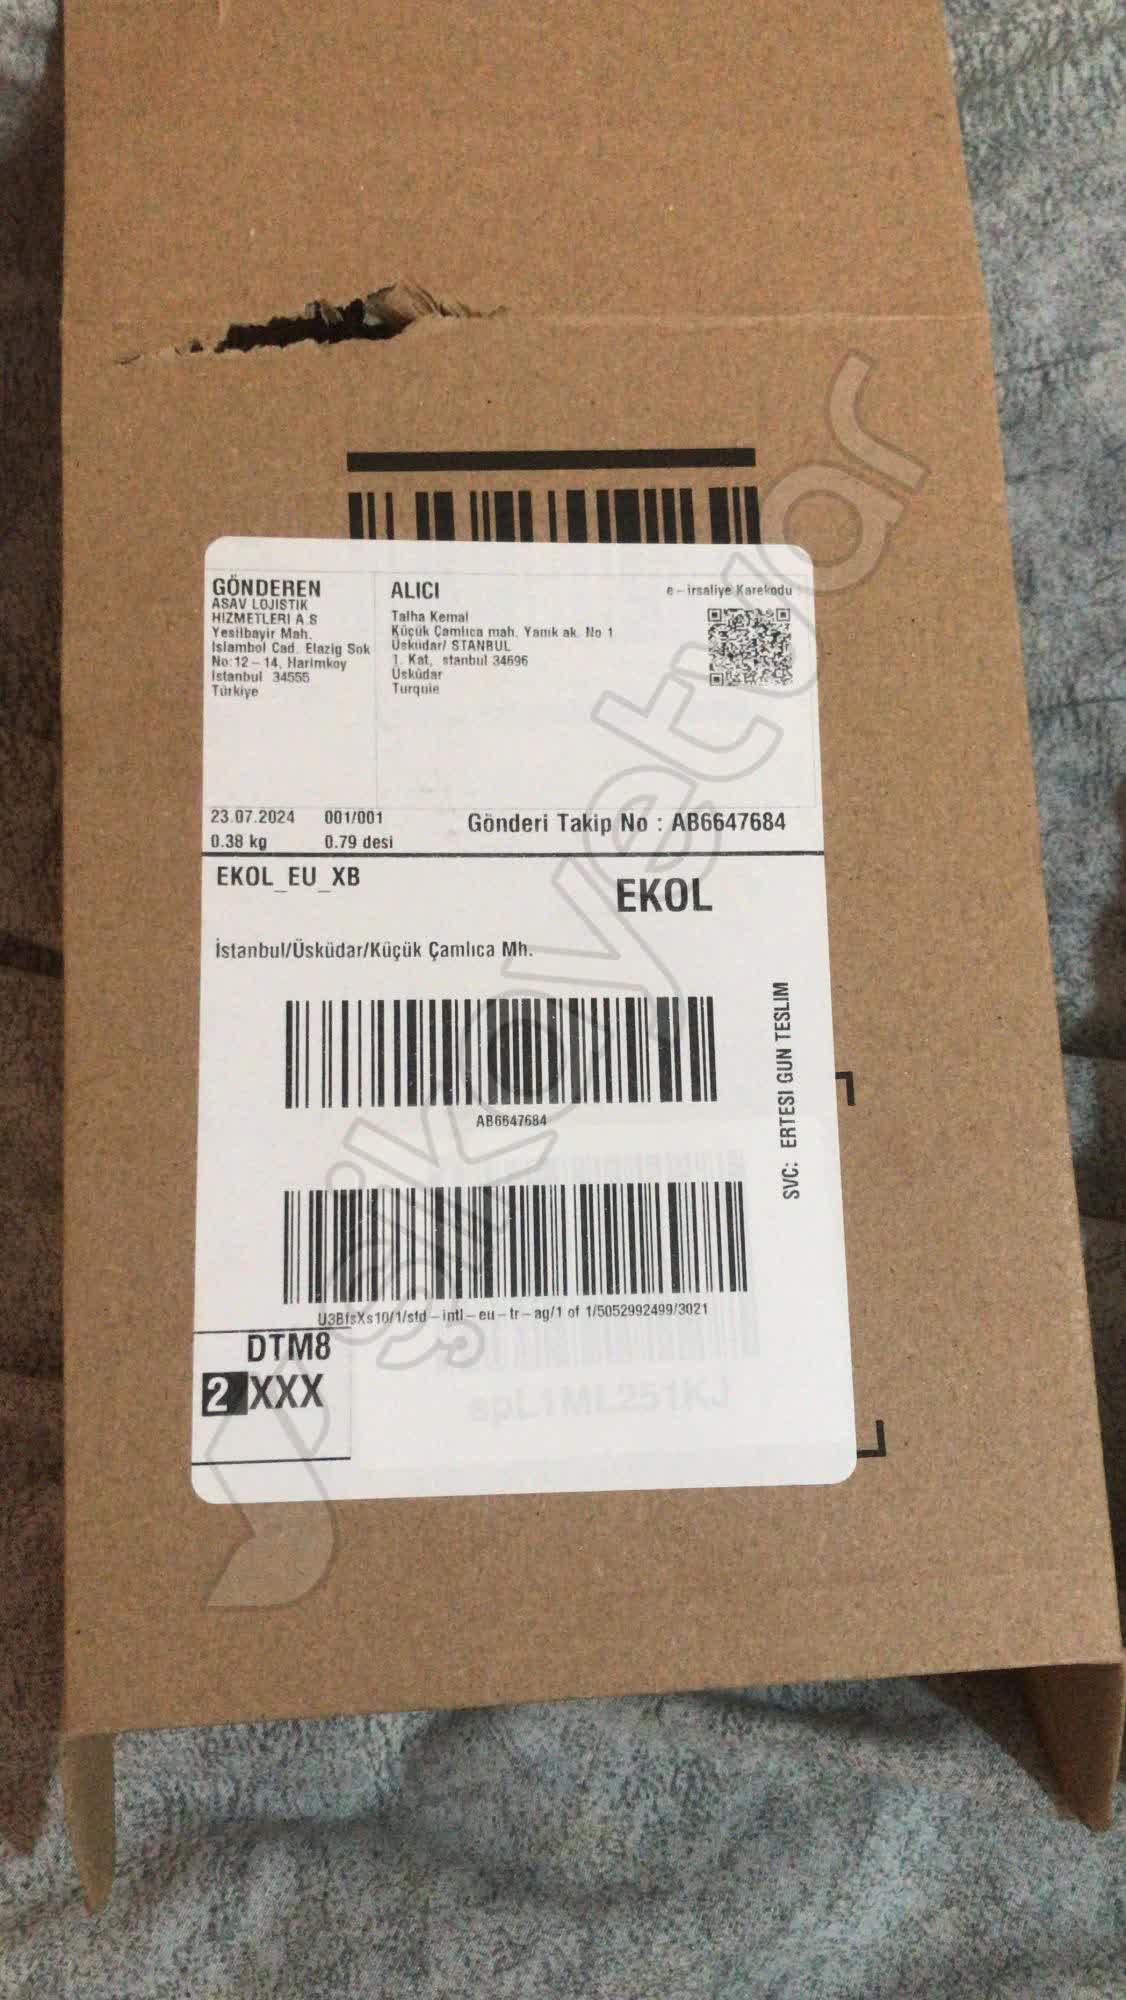 GÖNDEREN
ASAV LOJISTIK
HIZMETLERI A.S
Yesilbayir Mah.
Islambol Cad. Elazig Sok
No:12-14, Harimkoy
Istanbul 34555
Türkiye
ALICI
Talha Kemal
Küçük Çamlıca mah. Yanık ak. No 1
Üsküdar/ STANBUL
1. Kat, stanbul 34696
Üsküdar
Turquie
e-irsaliye Karekodu
23.07.2024 001/001
0.38 kg 0.79 desi
Gönderi Takip No : AB6647684
EKOL_EU_XB
EKOL
İstanbul/Üsküdar/Küçük Çamlıca Mh.
AB6647684
SVC: ERTESI GUN TESLIM
U3BfsXs10/1/std-intl-eu-tr-ag/1 of 1/5052992499/3021
DTM8
2 XXX
spL1ML251KJ
şikayetvar